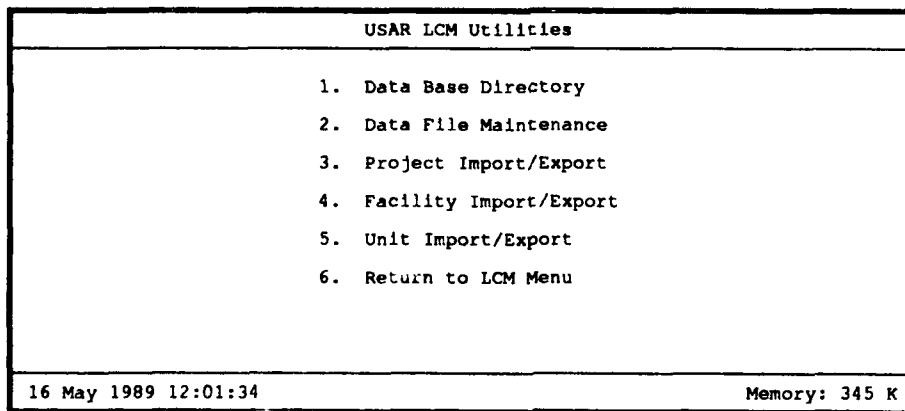 USAR LCM Utilities
1. Data Base Directory
2. Data File Maintenance
3. Project Import/Export
4. Facility Import/Export
5. Unit Import/Export
6. Return to LCM Menu
16 May 1989 12:01:34 Memory: 345 K